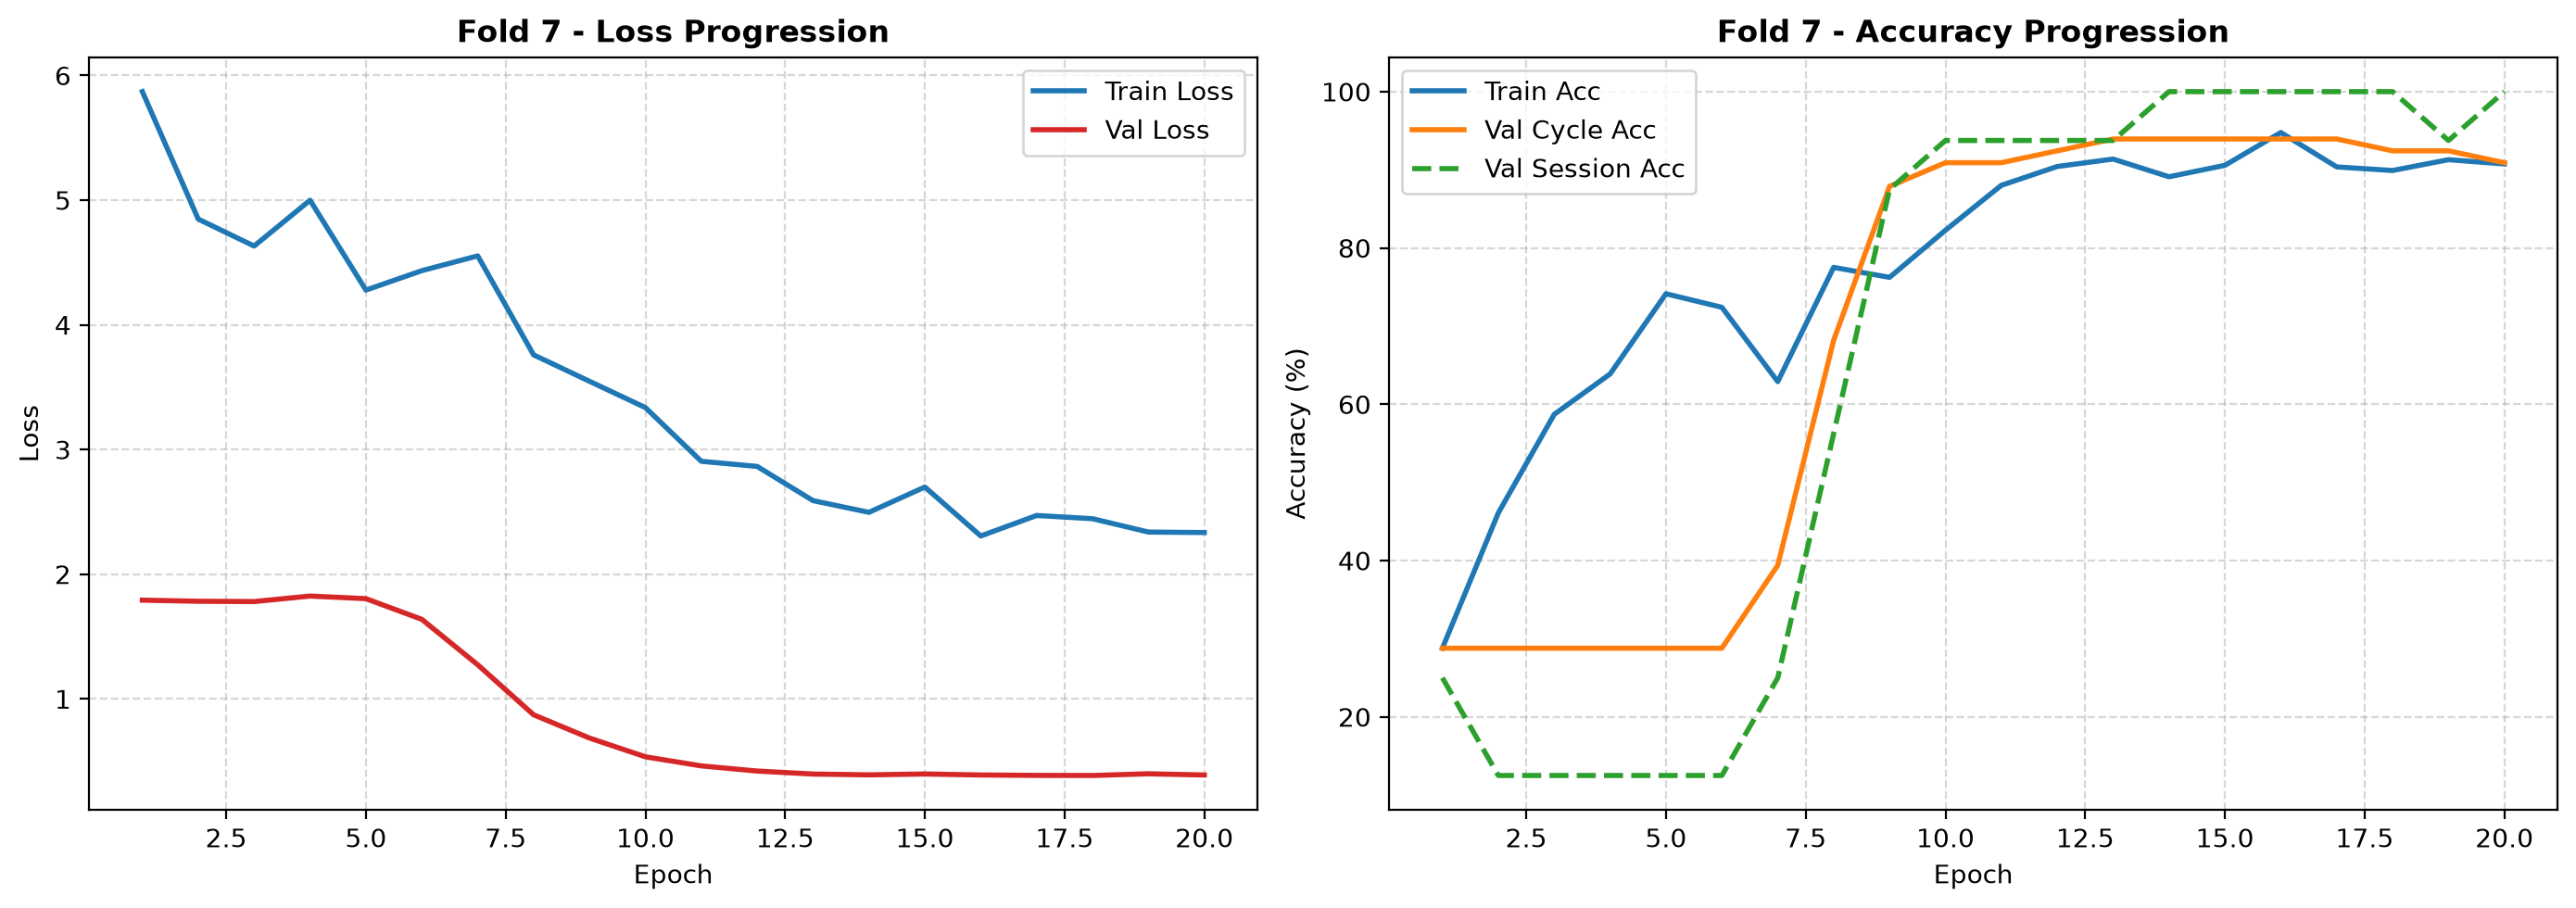 Fold 7 - Loss Progression
6
5
4
3
2
1
Loss
Train Loss
Val Loss
2.5 5.0 7.5 10.0 12.5 15.0 17.5 20.0
Epoch
Fold 7 - Accuracy Progression
100
80
60
40
20
Accuracy (%)
Train Acc
Val Cycle Acc
Val Session Acc
2.5 5.0 7.5 10.0 12.5 15.0 17.5 20.0
Epoch